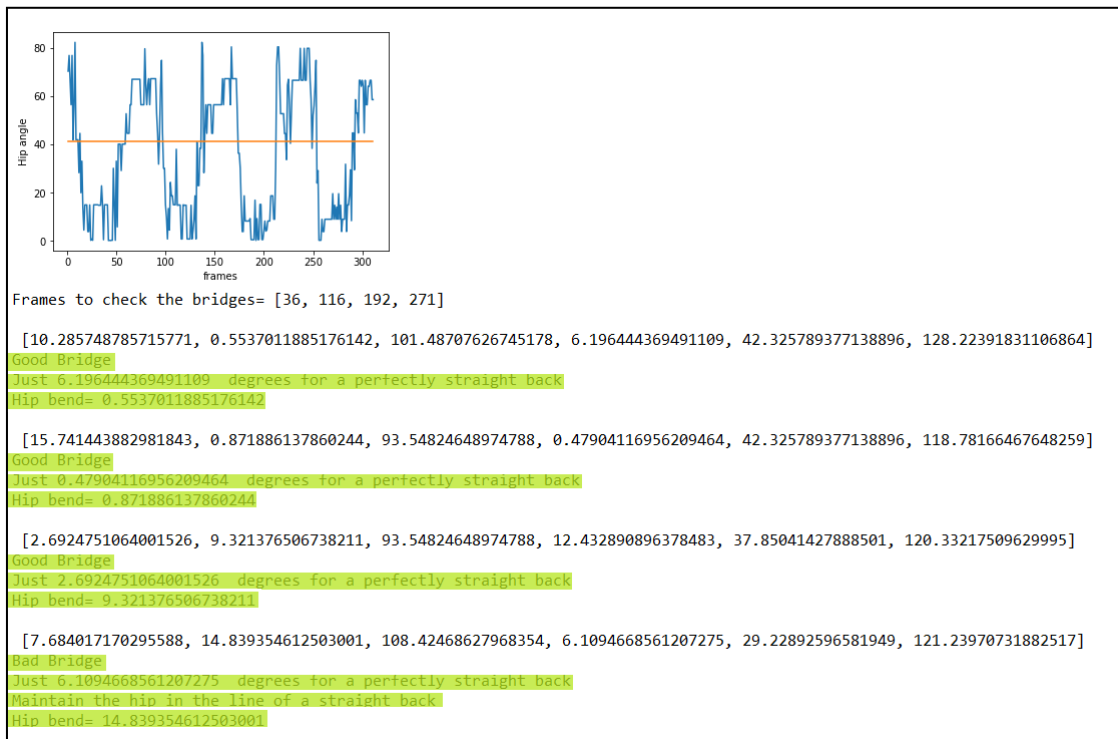 80
60
40
20
0
Hip angle
0 50 100 150 200 250 300
frames
Frames to check the bridges= [36, 116, 192, 271]
[10.285748785715771, 0.5537011885176142, 101.48707626745178, 6.196444369491109, 42.325789377138896, 128.22391831106864]
Good Bridge
Just 6.196444369491109  degrees for a perfectly straight back
Hip bend= 0.5537011885176142
[15.741443882981843, 0.871886137860244, 93.54824648974788, 0.47904116956209464, 42.325789377138896, 118.78166467648259]
Good Bridge
Just 0.47904116956209464  degrees for a perfectly straight back
Hip bend= 0.871886137860244
[2.6924751064001526, 9.321376506738211, 93.54824648974788, 12.432890896378483, 37.85041427888501, 120.33217509629995]
Good Bridge
Just 2.6924751064001526  degrees for a perfectly straight back
Hip bend= 9.321376506738211
[7.684017170295588, 14.839354612503001, 108.42468627968354, 6.1094668561207275, 29.22892596581949, 121.23970731882517]
Bad Bridge
Just 6.1094668561207275  degrees for a perfectly straight back
Maintain the hip in the line of a straight back
Hip bend= 14.839354612503001